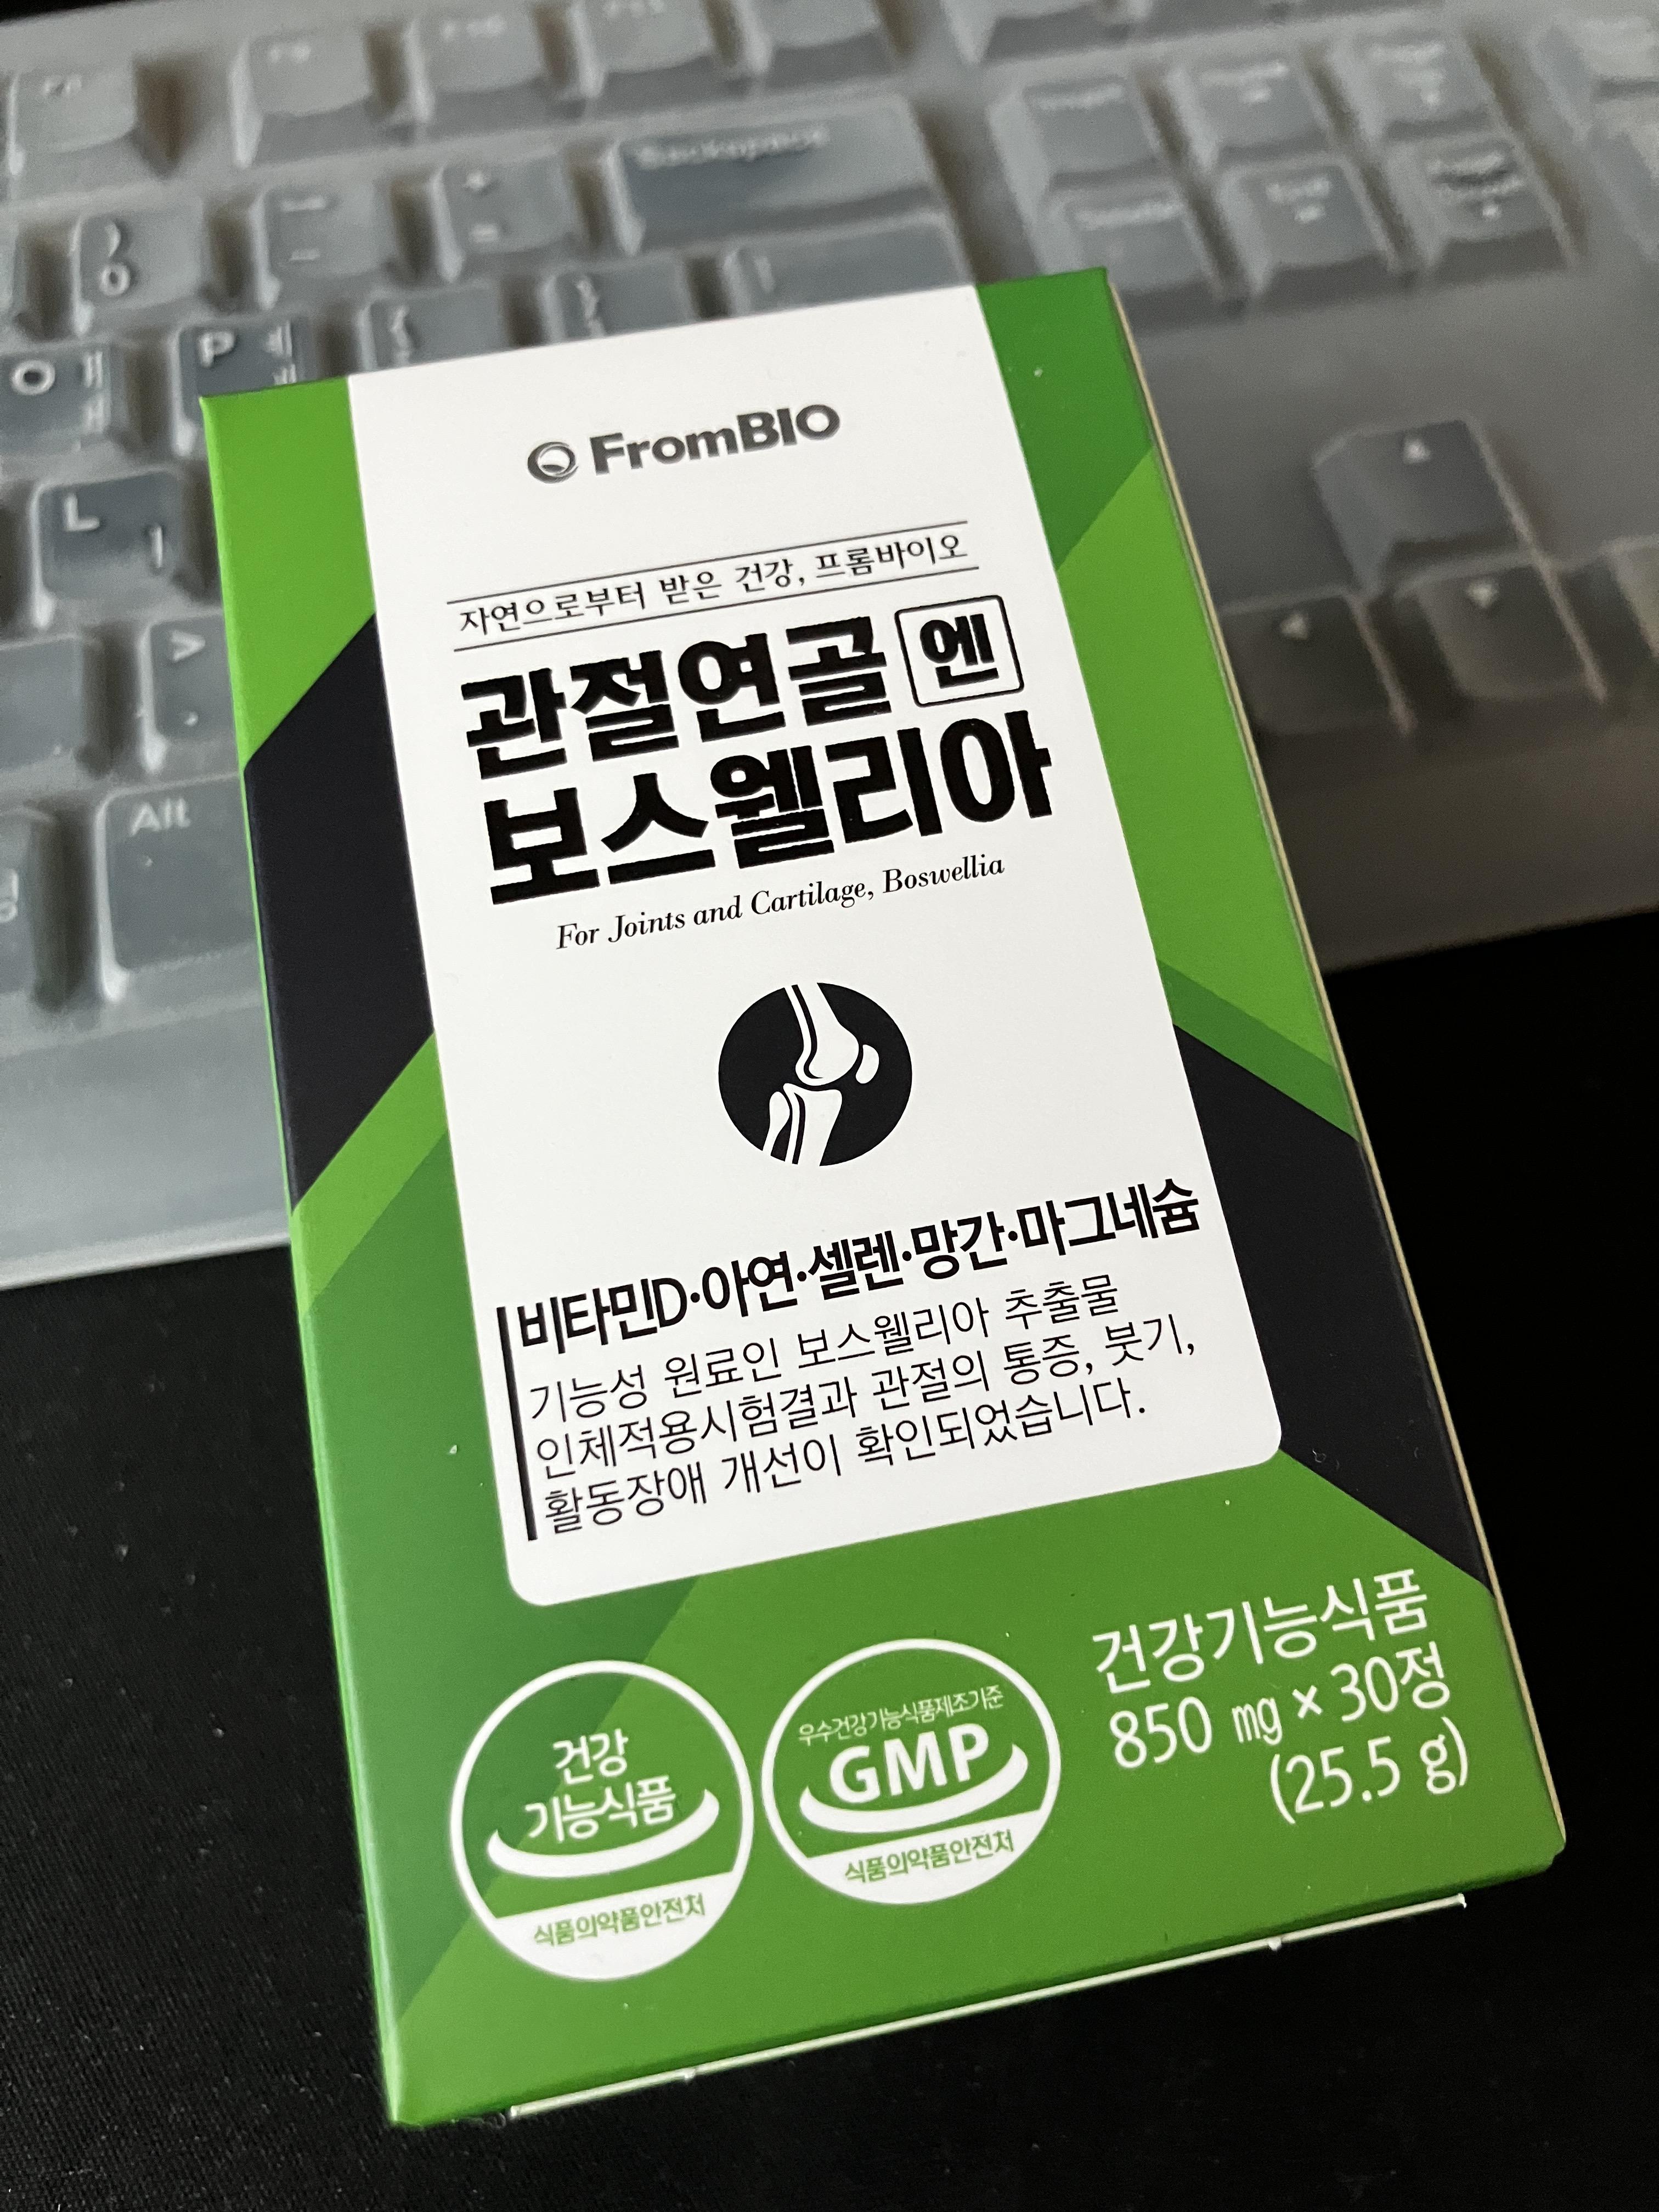 Backspace
O ㅐ
P ㅔ
L ㅣ
Alt
FromBIO
자연으로부터 받은 건강, 프롬바이오
관절연골엔
보스웰리아
For Joints and Cartilage, Boswellia
비타민D·아연·셀렌·망간·마그네슘
기능성 원료인 보스웰리아 추출물
인체적용시험결과 관절의 통증, 붓기,
활동장애 개선이 확인되었습니다.
건강
기능식품
식품의약품안전처
우수건강기능식품제조기준
GMP
식품의약품안전처
건강기능식품
850 mg × 30정
(25.5 g)